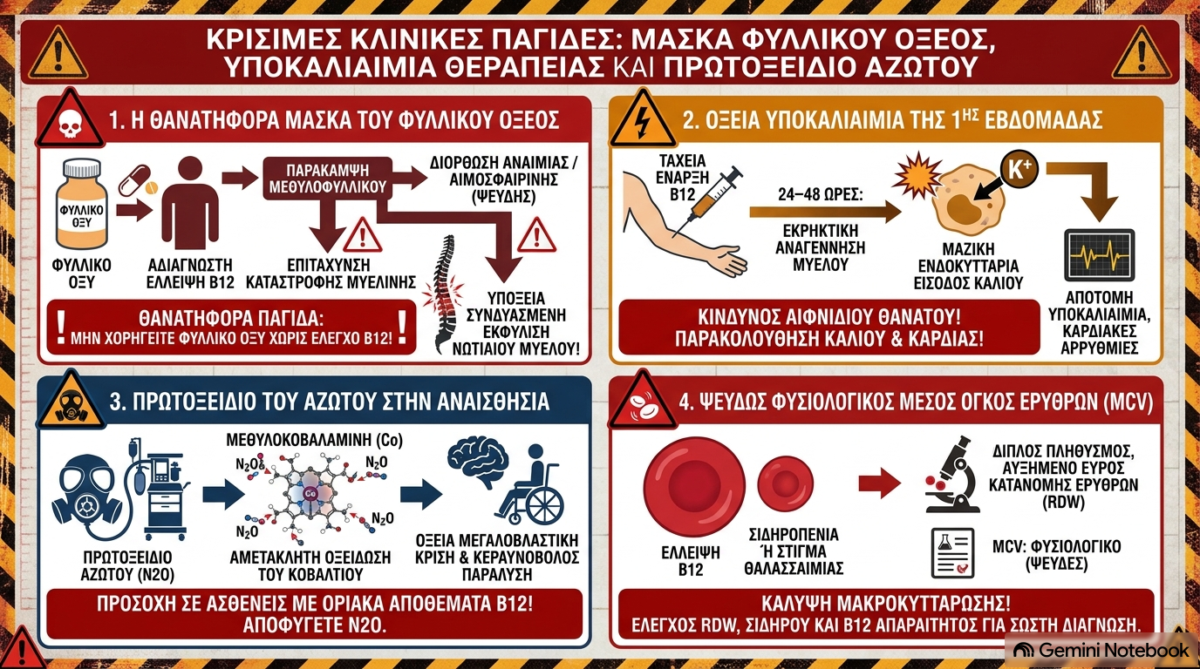 ΚΡΙΣΙΜΕΣ ΚΛΙΝΙΚΕΣ ΠΑΓΙΔΕΣ: ΜΑΣΚΑ ΦΥΛΛΙΚΟΥ ΟΞΕΟΣ,
ΥΠΟΚΑΛΙΑΙΜΙΑ ΘΕΡΑΠΕΙΑΣ ΚΑΙ ΠΡΩΤΟΞΕΙΔΙΟ ΑΖΩΤΟΥ
1. Η ΘΑΝΑΤΗΦΟΡΑ ΜΑΣΚΑ ΤΟΥ ΦΥΛΛΙΚΟΥ ΟΞΕΟΣ
ΦΥΛΛΙΚΟ
ΟΞΥ
ΦΥΛΛΙΚΟ
ΟΞΥ
ΑΔΙΑΓΝΩΣΤΗ
ΕΛΛΕΙΨΗ Β12
ΠΑΡΑΚΑΜΨΗ
ΜΕΘΥΛΟΦΥΛΛΙΚΟΥ
ΔΙΟΡΘΩΣΗ ΑΝΑΙΜΙΑΣ /
ΑΙΜΟΣΦΑΙΡΙΝΗΣ
(ΨΕΥΔΗΣ)
ΕΠΙΤΑΧΥΝΣΗ
ΚΑΤΑΣΤΡΟΦΗΣ ΜΥΕΛΙΝΗΣ
ΥΠΟΞΕΙΑ
ΣΥΝΔΥΑΣΜΕΝΗ
ΕΚΦΥΛΙΣΗ
ΝΩΤΙΑΙΟΥ ΜΥΕΛΟΥ!
! ΘΑΝΑΤΗΦΟΡΑ ΠΑΓΙΔΑ: !
ΜΗΝ ΧΟΡΗΓΕΙΤΕ ΦΥΛΛΙΚΟ ΟΞΥ ΧΩΡΙΣ ΕΛΕΓΧΟ Β12!
2. ΟΞΕΙΑ ΥΠΟΚΑΛΙΑΙΜΙΑ ΤΗΣ 1ΗΣ ΕΒΔΟΜΑΔΑΣ
ΤΑΧΕΙΑ
ΕΝΑΡΞΗ
Β12
24–48 ΩΡΕΣ:
ΕΚΡΗΚΤΙΚΗ
ΑΝΑΓΕΝΝΗΣΗ
ΜΥΕΛΟΥ
K+
ΜΑΖΙΚΗ
ΕΝΔΟΚΥΤΤΑΡΙΑ
ΕΙΣΟΔΟΣ ΚΑΛΙΟΥ
ΑΠΟΤΟΜΗ
ΥΠΟΚΑΛΙΑΙΜΙΑ,
ΚΑΡΔΙΑΚΕΣ
ΑΡΡΥΘΜΙΕΣ
ΚΙΝΔΥΝΟΣ ΑΙΦΝΙΔΙΟΥ ΘΑΝΑΤΟΥ!
ΠΑΡΑΚΟΛΟΥΘΗΣΗ ΚΑΛΙΟΥ & ΚΑΡΔΙΑΣ!
3. ΠΡΩΤΟΞΕΙΔΙΟ ΤΟΥ ΑΖΩΤΟΥ ΣΤΗΝ ΑΝΑΙΣΘΗΣΙΑ
ΠΡΩΤΟΞΕΙΔΙΟ
ΑΖΩΤΟΥ (N2O)
ΜΕΘΥΛΟΚΟΒΑΛΑΜΙΝΗ (Co)
N₂O
N₂O
Co
N₂O
N₂O
ΑΜΕΤΑΚΛΗΤΗ ΟΞΕΙΔΩΣΗ
ΤΟΥ ΚΟΒΑΛΤΙΟΥ
ΟΞΕΙΑ ΜΕΓΑΛΟΒΛΑΣΤΙΚΗ
ΚΡΙΣΗ & ΚΕΡΑΥΝΟΒΟΛΟΣ
ΠΑΡΑΛΥΣΗ
ΠΡΟΣΟΧΗ ΣΕ ΑΣΘΕΝΕΙΣ ΜΕ ΟΡΙΑΚΑ ΑΠΟΘΕΜΑΤΑ Β12!
ΑΠΟΦΥΓΕΤΕ N2O.
4. ΨΕΥΔΩΣ ΦΥΣΙΟΛΟΓΙΚΟΣ ΜΕΣΟΣ ΟΓΚΟΣ ΕΡΥΘΡΩΝ (MCV)
ΕΛΛΕΙΨΗ
Β12
ΣΙΔΗΡΟΠΕΝΙΑ
Ή ΣΤΙΓΜΑ
ΘΑΛΑΣΣΑΙΜΙΑΣ
ΔΙΠΛΟΣ ΠΛΗΘΥΣΜΟΣ,
ΑΥΞΗΜΕΝΟ ΕΥΡΟΣ
ΚΑΤΑΝΟΜΗΣ ΕΡΥΘΡΩΝ
(RDW)
MCV: ΦΥΣΙΟΛΟΓΙΚΟ
(ΨΕΥΔΕΣ)
ΚΑΛΥΨΗ ΜΑΚΡΟΚΥΤΤΑΡΩΣΗΣ!
ΕΛΕΓΧΟΣ RDW, ΣΙΔΗΡΟΥ ΚΑΙ Β12 ΑΠΑΡΑΙΤΗΤΟΣ ΓΙΑ ΣΩΣΤΗ ΔΙΑΓΝΩΣΗ.
Gemini Notebook